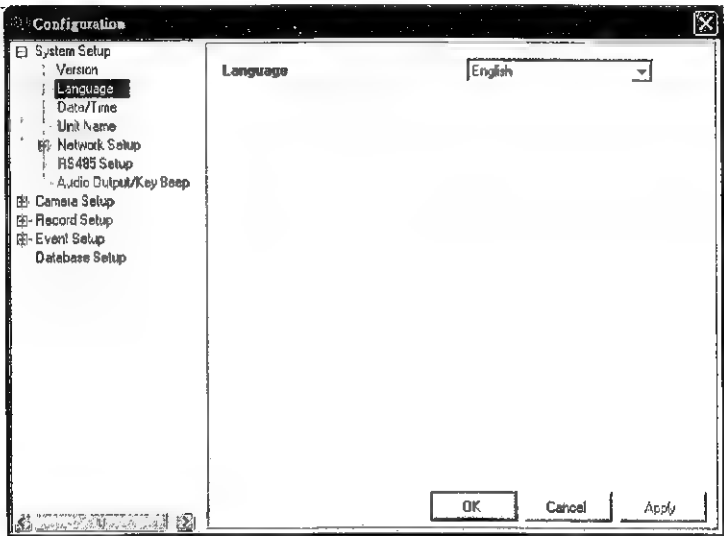 Configuration
System Setup
Version
Language
Date/Time
Unit Name
Network Setup
RS485 Setup
Audio Output/Key Beep
Camera Setup
Record Setup
Event Setup
Database Setup
Language
English
OK
Cancel
Apply